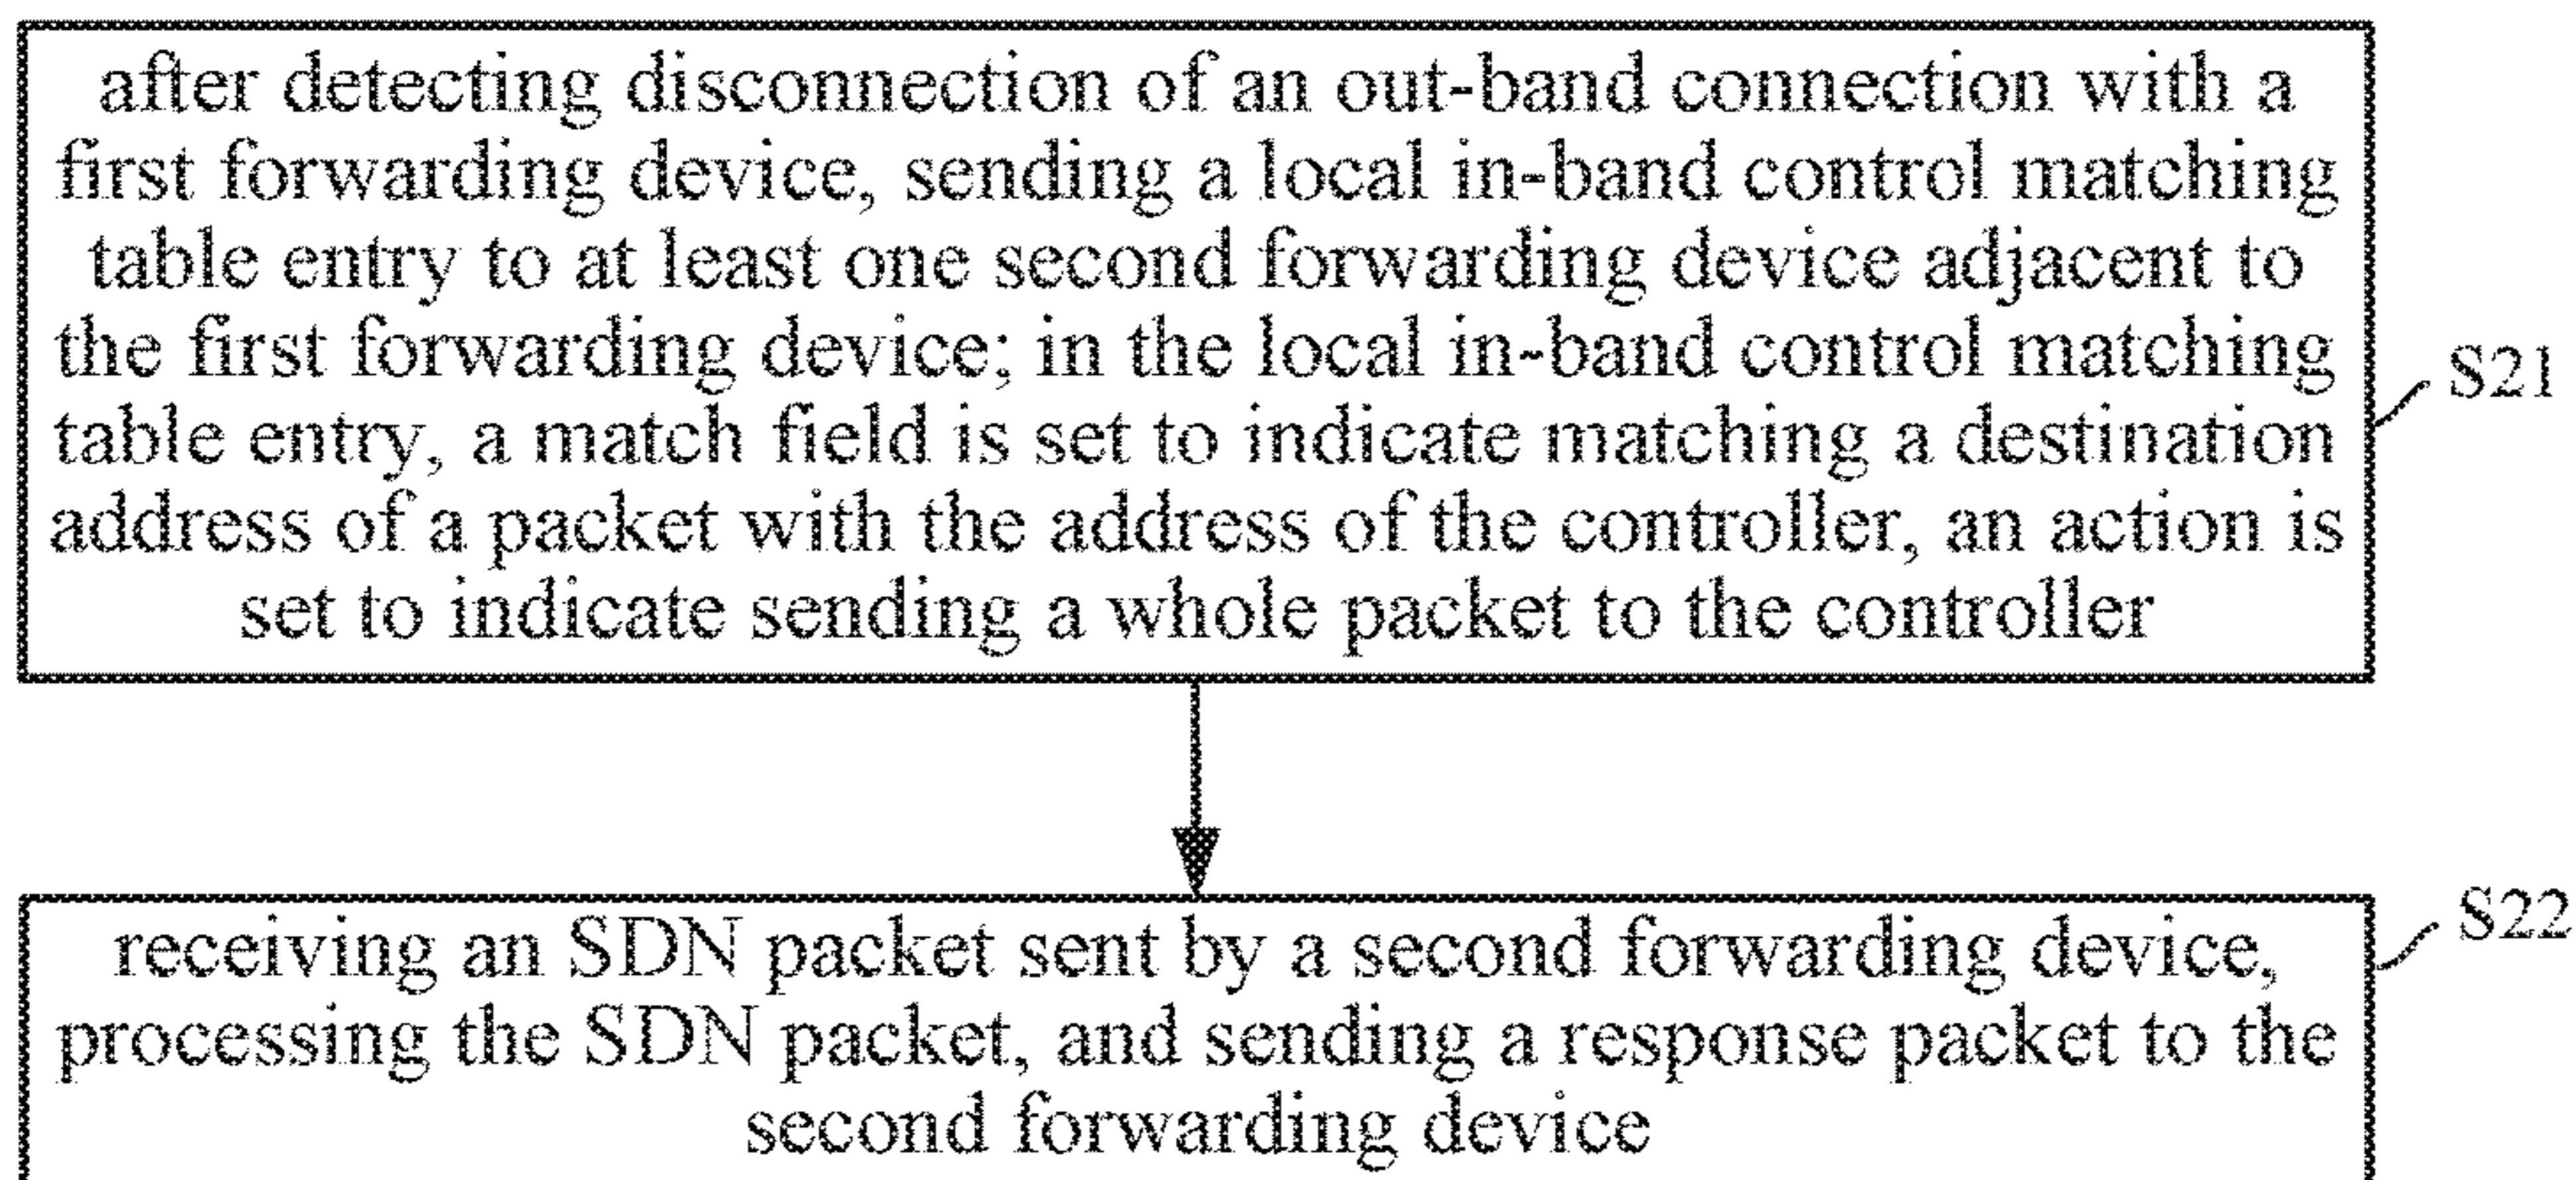 after detecting disconnection of an out-band connection with a
first forwarding device, sending a local in-band control matching
table entry to at least one second forwarding device adjacent to
the first forwarding device; in the local in-band control matching
table entry, a match field is set to indicate matching a destination
address of a packet with the address of the controller, an action is
set to indicate sending a whole packet to the controller
S21
receiving an SDN packet sent by a second forwarding device,
processing the SDN packet, and sending a response packet to the
second forwarding device
S22